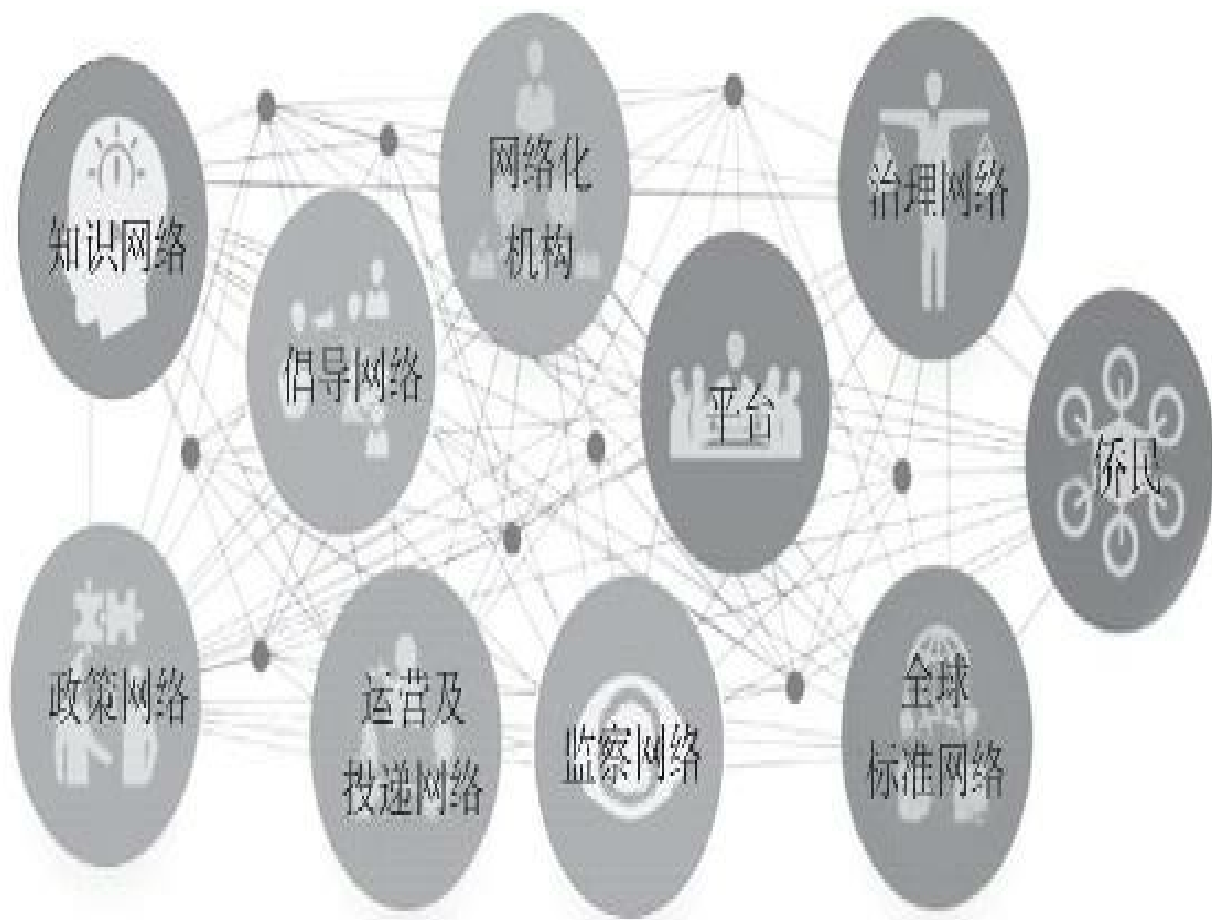 知识网络
倡导网络
网络化
机构
平台
治理网络
侨民
政策网络
运营及
投递网络
监察网络
全球
标准网络